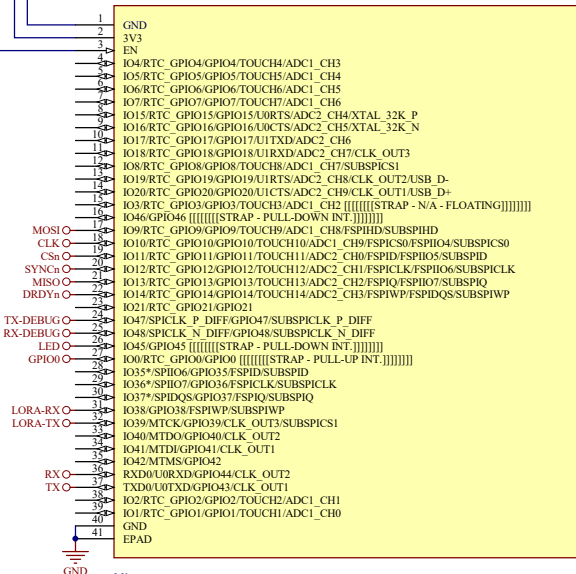 1 GND
2 3V3
3 EN
4 IO4/RTC_GPIO4/GPIO4/TOUCH4/ADC1_CH3
5 IO5/RTC_GPIO5/GPIO5/TOUCH5/ADC1_CH4
6 IO6/RTC_GPIO6/GPIO6/TOUCH6/ADC1_CH5
7 IO7/RTC_GPIO7/GPIO7/TOUCH7/ADC1_CH6
8 IO15/RTC_GPIO15/GPIO15/U0RTS/ADC2_CH4/XTAL_32K_P
9 IO16/RTC_GPIO16/GPIO16/U0CTS/ADC2_CH5/XTAL_32K_N
10 IO17/RTC_GPIO17/GPIO17/U1TXD/ADC2_CH6
11 IO18/RTC_GPIO18/GPIO18/U1RXD/ADC2_CH7/CLK_OUT3
12 IO8/RTC_GPIO8/GPIO8/TOUCH8/ADC1_CH7/SUBSPICS1
13 IO19/RTC_GPIO19/GPIO19/U1RTS/ADC2_CH8/CLK_OUT2/USB_D-
14 IO20/RTC_GPIO20/GPIO20/U1CTS/ADC2_CH9/CLK_OUT1/USB_D+
15 IO3/RTC_GPIO3/GPIO3/TOUCH3/ADC1_CH2 [[[[[[[[STRAP - N/A - FLOATING]]]]]]]]
16 IO46/GPIO46 [[[[[[[[STRAP - PULL-DOWN INT.]]]]]]]]
MOSI 17 IO9/RTC_GPIO9/GPIO9/TOUCH9/ADC1_CH8/FSPIHD/SUBSPIHD
CLK 18 IO10/RTC_GPIO10/GPIO10/TOUCH10/ADC1_CH9/FSPICS0/FSPIIO4/SUBSPICS0
CSn 19 IO11/RTC_GPIO11/GPIO11/TOUCH11/ADC2_CH0/FSPID/FSPIIO5/SUBSPID
SYNCn 20 IO12/RTC_GPIO12/GPIO12/TOUCH12/ADC2_CH1/FSPICLK/FSPIIO6/SUBSPICLK
MISO 21 IO13/RTC_GPIO13/GPIO13/TOUCH13/ADC2_CH2/FSPIQ/FSPIIO7/SUBSPIQ
DRDYn 22 IO14/RTC_GPIO14/GPIO14/TOUCH14/ADC2_CH3/FSPIWP/FSPIDQS/SUBSPIWP
23 IO21/RTC_GPIO21/GPIO21
TX-DEBUG 24 IO47/SPICLK_P_DIFF/GPIO47/SUBSPICLK_P_DIFF
RX-DEBUG 25 IO48/SPICLK_N_DIFF/GPIO48/SUBSPICLK_N_DIFF
LED 26 IO45/GPIO45 [[[[[[[[STRAP - PULL-DOWN INT.]]]]]]]]
GPIO0 27 IO0/RTC_GPIO0/GPIO0 [[[[[[[[STRAP - PULL-UP INT.]]]]]]]]
28 IO35*/SPIIO6/GPIO35/FSPID/SUBSPID
29 IO36*/SPIIO7/GPIO36/FSPICLK/SUBSPICLK
30 IO37*/SPIDQS/GPIO37/FSPIQ/SUBSPIQ
LORA-RX 31 IO38/GPIO38/FSPIWP/SUBSPIWP
LORA-TX 32 IO39/MTCK/GPIO39/CLK_OUT3/SUBSPICS1
33 IO40/MTDO/GPIO40/CLK_OUT2
34 IO41/MTDI/GPIO41/CLK_OUT1
35 IO42/MTMS/GPIO42
RX 36 RXD0/U0RXD/GPIO44/CLK_OUT2
TX 37 TXD0/U0TXD/GPIO43/CLK_OUT1
38 IO2/RTC_GPIO2/GPIO2/TOUCH2/ADC1_CH1
39 IO1/RTC_GPIO1/GPIO1/TOUCH1/ADC1_CH0
40 GND
41 EPAD
GND